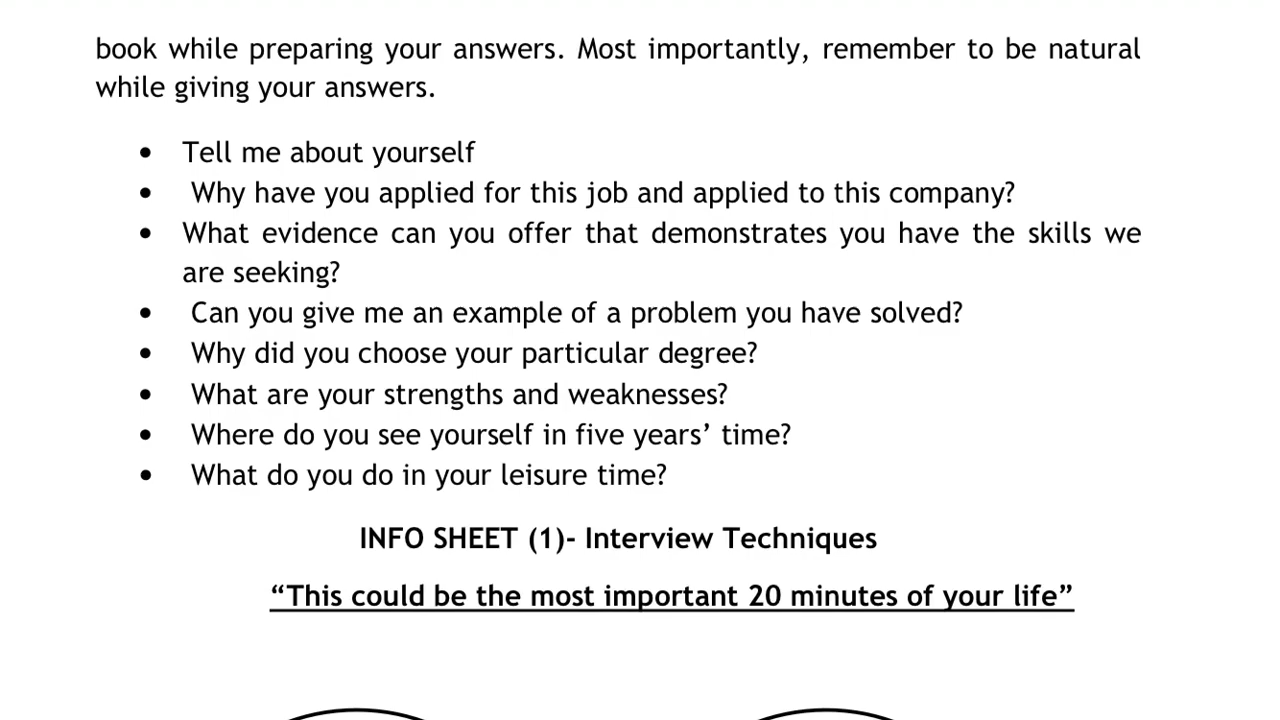 book while preparing your answers. Most importantly, remember to be natural
while giving your answers.
• Tell me about yourself
• Why have you applied for this job and applied to this company?
• What evidence can you offer that demonstrates you have the skills we
are seeking?
• Can you give me an example of a problem you have solved?
• Why did you choose your particular degree?
• What are your strengths and weaknesses?
• Where do you see yourself in five years’ time?
• What do you do in your leisure time?
INFO SHEET (1)- Interview Techniques
“This could be the most important 20 minutes of your life”